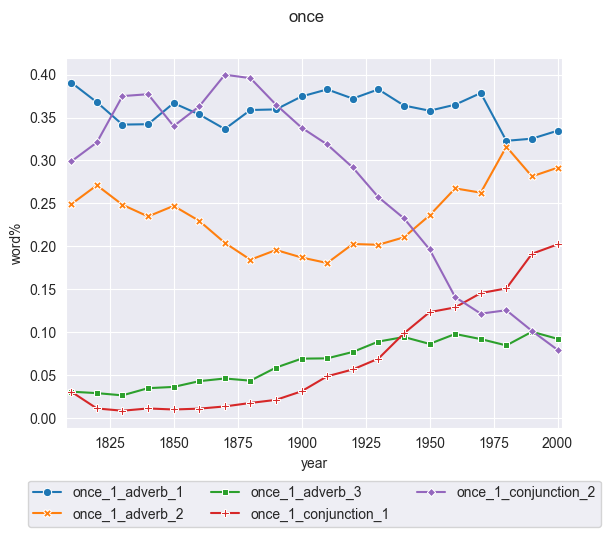 once
0.40
0.35
0.30
0.25
0.20
0.15
0.10
0.05
0.00
word%
1825 1850 1875 1900 1925 1950 1975 2000
year
once_1_adverb_1 once_1_adverb_3 once_1_conjunction_2
once_1_adverb_2 once_1_conjunction_1